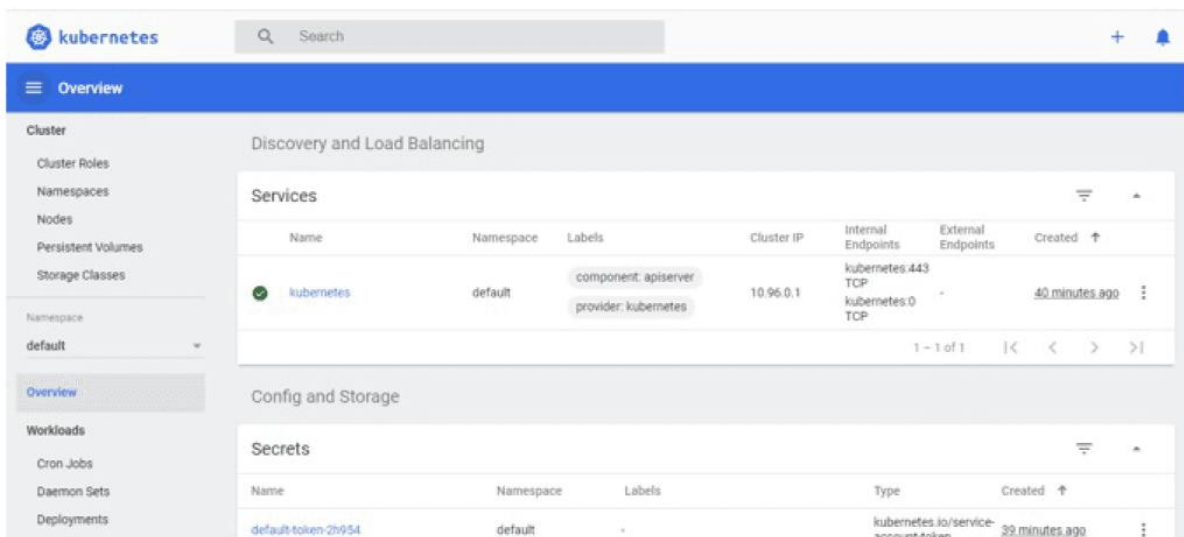 kubernetes
Search
+
Overview
Cluster
Cluster Roles
Namespaces
Nodes
Persistent Volumes
Storage Classes
Namespace
default
Overview
Workloads
Cron Jobs
Daemon Sets
Deployments
Discovery and Load Balancing
Services
Name Namespace Labels Cluster IP Internal Endpoints External Endpoints Created
kubernetes default component: apiserver provider: kubernetes 10.96.0.1 kubernetes:443 TCP kubernetes:0 TCP - 40 minutes ago
1 – 1 of 1
Config and Storage
Secrets
Name Namespace Labels Type Created
default-token-2h954 default - kubernetes.io/service-account-token 39 minutes ago